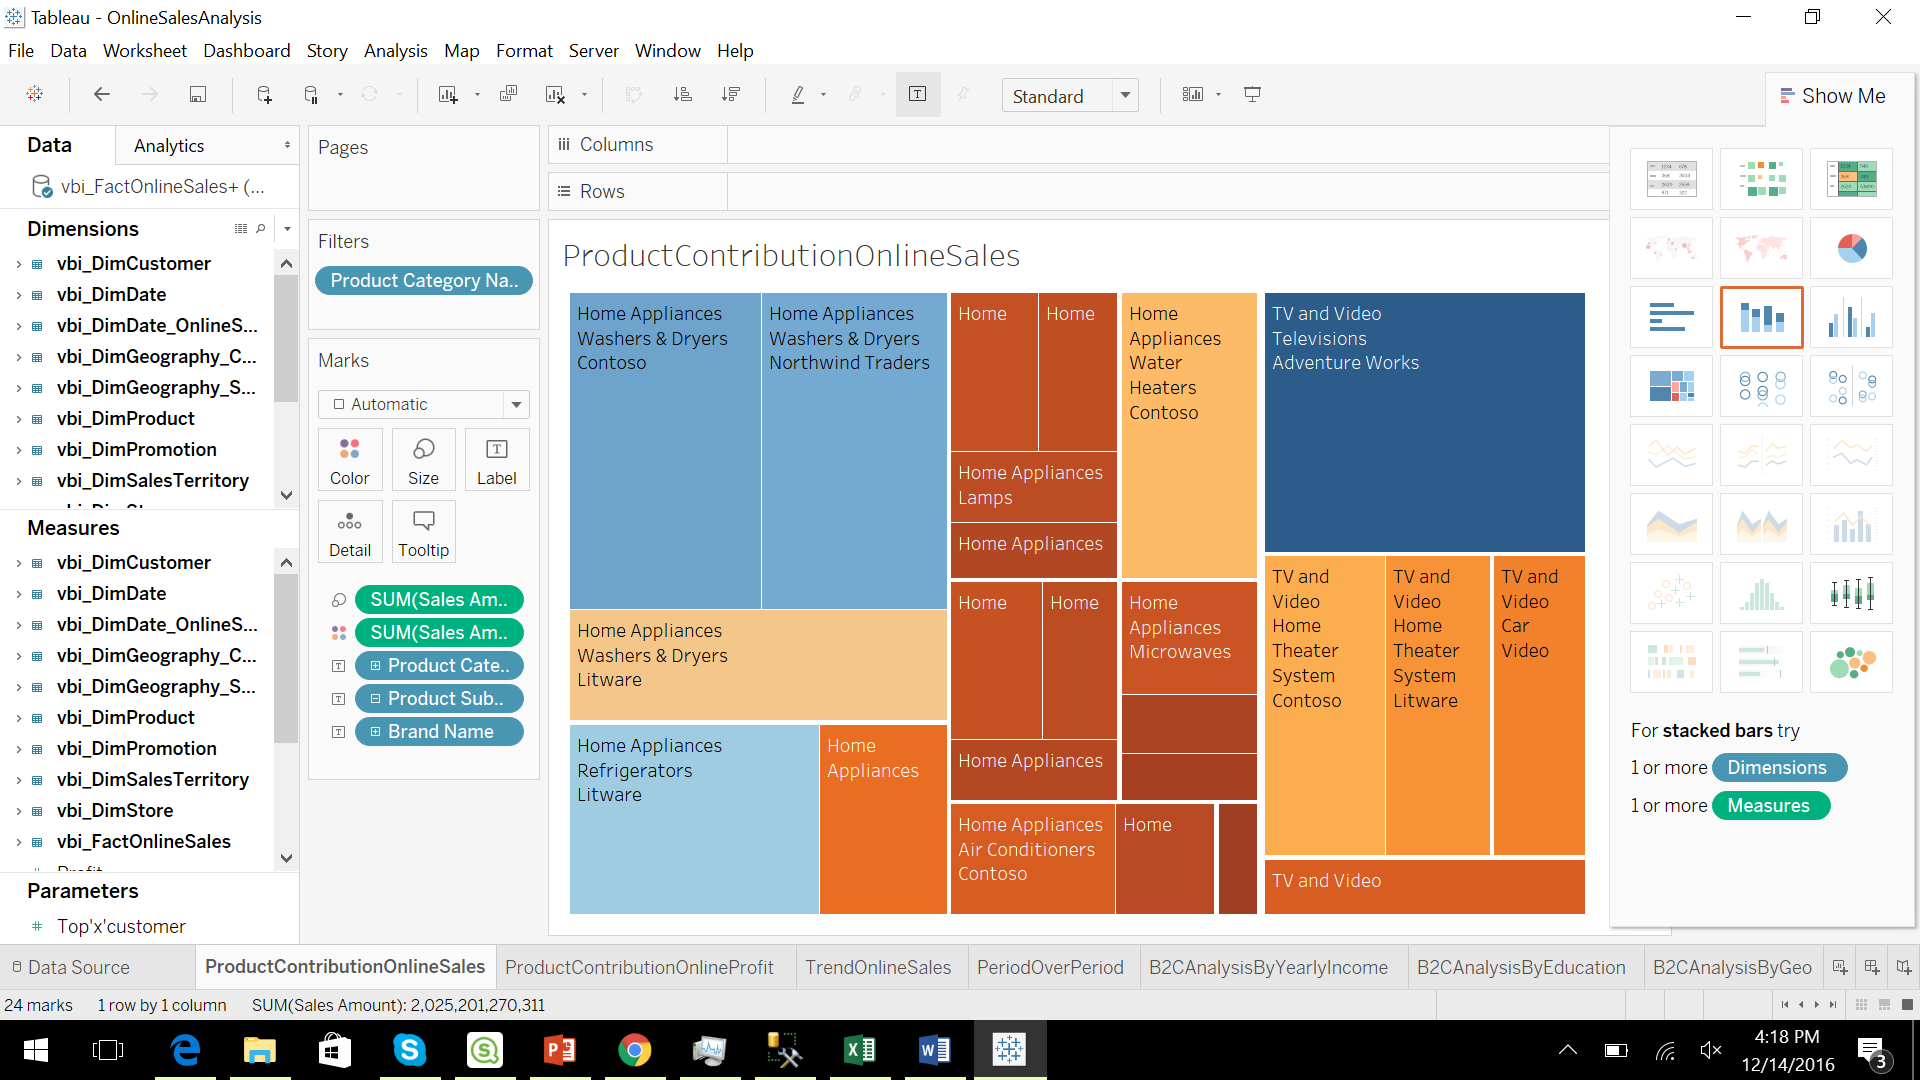 Tableau - OnlineSalesAnalysis
File Data Worksheet Dashboard Story Analysis Map Format Server Window Help
Standard
Show Me
Data
Analytics
vbi_FactOnlineSales+ (...
Dimensions
vbi_DimCustomer
vbi_DimDate
vbi_DimDate_OnlineS...
vbi_DimGeography_C...
vbi_DimGeography_S...
vbi_DimProduct
vbi_DimPromotion
vbi_DimSalesTerritory
Measures
vbi_DimCustomer
vbi_DimDate
vbi_DimDate_OnlineS...
vbi_DimGeography_C...
vbi_DimGeography_S...
vbi_DimProduct
vbi_DimPromotion
vbi_DimSalesTerritory
vbi_DimStore
vbi_FactOnlineSales
Parameters
Top'x'customer
Pages
Filters
Product Category Na..
Marks
Automatic
Color
Size
Label
Detail
Tooltip
SUM(Sales Am..
SUM(Sales Am..
Product Cate..
Product Sub..
Brand Name
Columns
Rows
ProductContributionOnlineSales
Home Appliances
Washers & Dryers
Contoso
Home Appliances
Washers & Dryers
Northwind Traders
Home Appliances
Washers & Dryers
Litware
Home Appliances
Refrigerators
Litware
Home
Appliances
Home
Home
Home Appliances
Lamps
Home Appliances
Home
Home
Home Appliances
Home Appliances
Air Conditioners
Contoso
Home
Home
Appliances
Water
Heaters
Contoso
Home
Appliances
Microwaves
TV and Video
Televisions
Adventure Works
TV and
Video
Home
Theater
System
Contoso
TV and
Video
Home
Theater
System
Litware
TV and
Video
Car
Video
TV and Video
For stacked bars try
1 or more Dimensions
1 or more Measures
Data Source
ProductContributionOnlineSales
ProductContributionOnlineProfit
TrendOnlineSales
PeriodOverPeriod
B2CAnalysisByYearlyIncome
B2CAnalysisByEducation
B2CAnalysisByGeo
24 marks 1 row by 1 column SUM(Sales Amount): 2,025,201,270,311
4:18 PM
12/14/2016
3